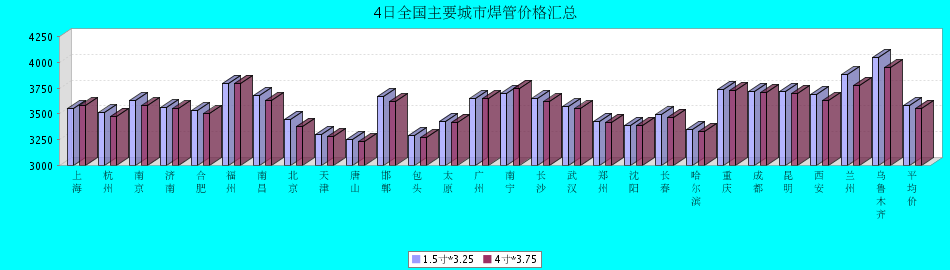 4日全国主要城市焊管价格汇总
4250
4000
3750
3500
3250
3000
上海
杭州
南京
济南
合肥
福州
南昌
北京
天津
唐山
邯郸
包头
太原
广州
南宁
长沙
武汉
郑州
沈阳
长春
哈尔滨
重庆
成都
昆明
西安
兰州
乌鲁木齐
平均价
1.5寸*3.25 4寸*3.75